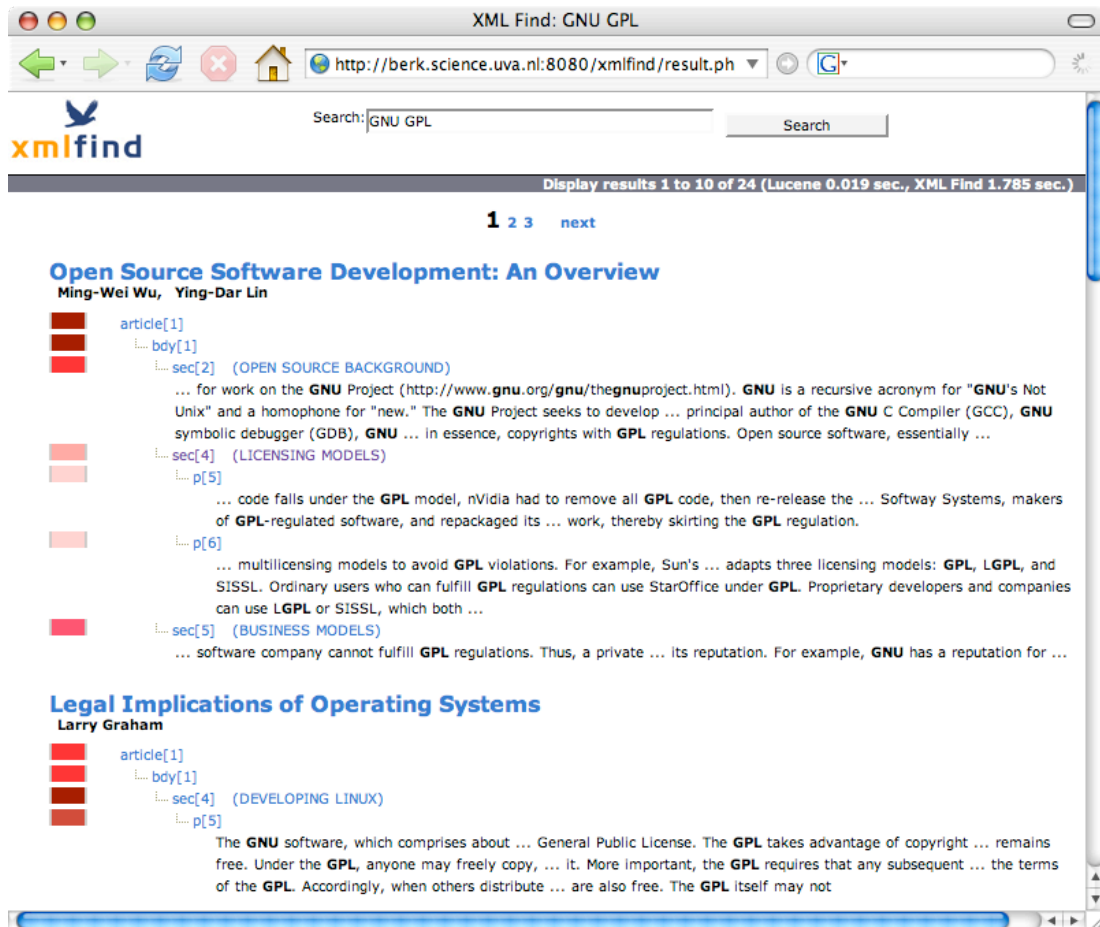 XML Find: GNU GPL
http://berk.science.uva.nl:8080/xmlfind/result.ph
G
xmlfind
Search: GNU GPL Search
Display results 1 to 10 of 24 (Lucene 0.019 sec., XML Find 1.785 sec.)
1 2 3 next
Open Source Software Development: An Overview
Ming-Wei Wu, Ying-Dar Lin
article[1]
bdy[1]
sec[2] (OPEN SOURCE BACKGROUND)
... for work on the GNU Project (http://www.gnu.org/gnu/thegnuproject.html). GNU is a recursive acronym for "GNU's Not
Unix" and a homophone for "new." The GNU Project seeks to develop ... principal author of the GNU C Compiler (GCC), GNU
symbolic debugger (GDB), GNU ... in essence, copyrights with GPL regulations. Open source software, essentially ...
sec[4] (LICENSING MODELS)
p[5]
... code falls under the GPL model, nVidia had to remove all GPL code, then re-release the ... Softway Systems, makers
of GPL-regulated software, and repackaged its ... work, thereby skirting the GPL regulation.
p[6]
... multilicensing models to avoid GPL violations. For example, Sun's ... adapts three licensing models: GPL, LGPL, and
SISSL. Ordinary users who can fulfill GPL regulations can use StarOffice under GPL. Proprietary developers and companies
can use LGPL or SISSL, which both ...
sec[5] (BUSINESS MODELS)
... software company cannot fulfill GPL regulations. Thus, a private ... its reputation. For example, GNU has a reputation for ...
Legal Implications of Operating Systems
Larry Graham
article[1]
bdy[1]
sec[4] (DEVELOPING LINUX)
p[5]
The GNU software, which comprises about ... General Public License. The GPL takes advantage of copyright ... remains
free. Under the GPL, anyone may freely copy, ... it. More important, the GPL requires that any subsequent ... the terms
of the GPL. Accordingly, when others distribute ... are also free. The GPL itself may not